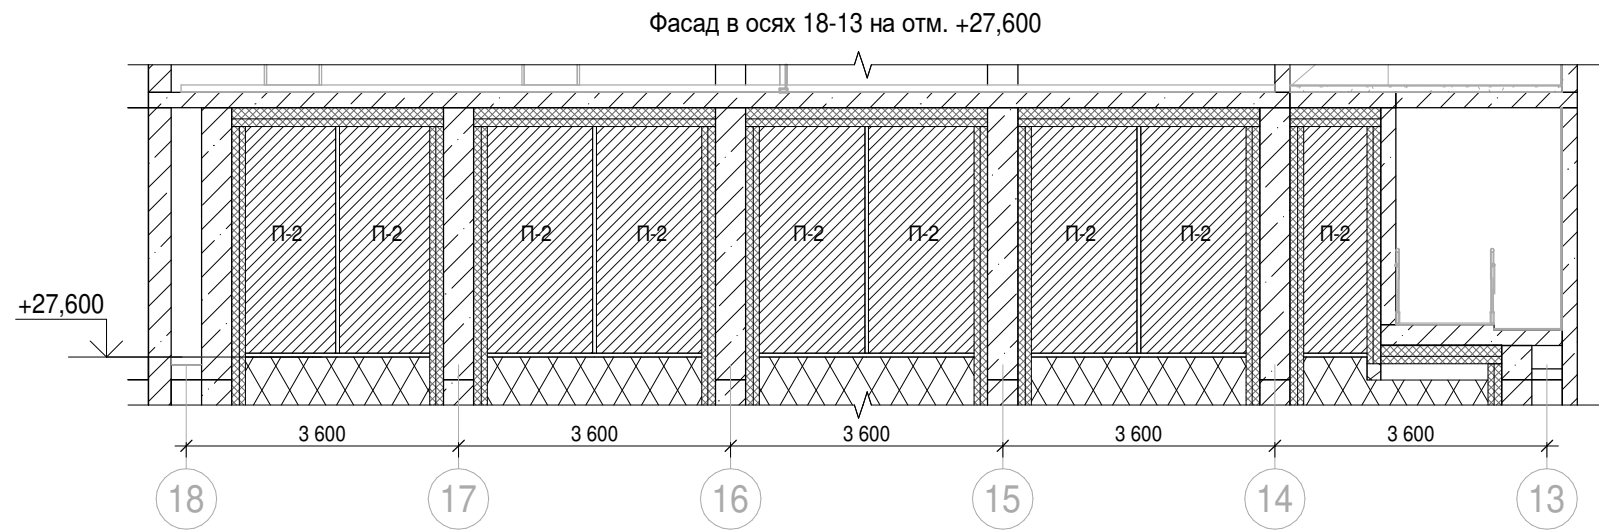 Фасад в осях 18-13 на отм. +27,600
П-2 П-2 П-2 П-2 П-2 П-2 П-2 П-2 П-2
+27,600
3 600 3 600 3 600 3 600 3 600
18 17 16 15 14 13